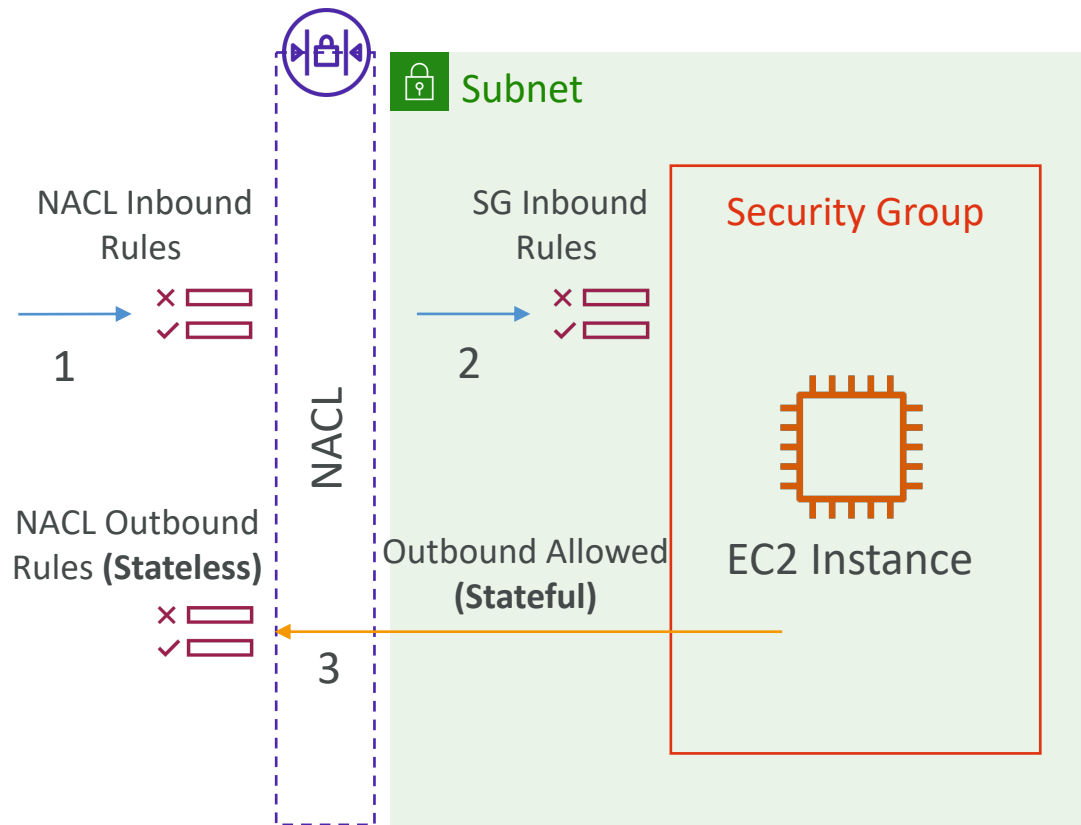 Subnet
NACL Inbound
Rules
SG Inbound
Rules
Security Group
1
2
NACL
NACL Outbound
Rules (Stateless)
Outbound Allowed
(Stateful)
EC2 Instance
3